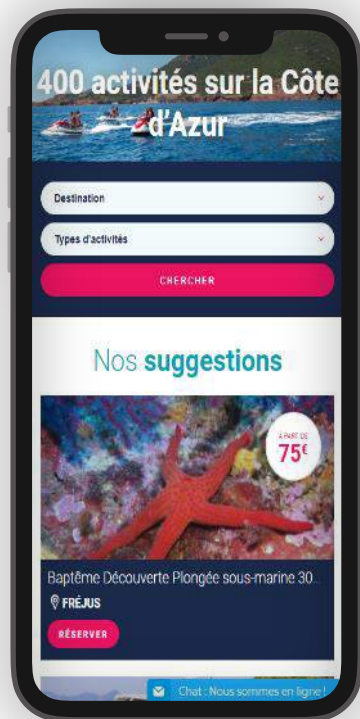 400 activités sur la Côte
d'Azur
Destination
Types d'activités
CHERCHER
Nos suggestions
À PART. DE
75€
Baptême Découverte Plongée sous-marine 30...
FRÉJUS
RÉSERVER
Chat : Nous sommes en ligne !